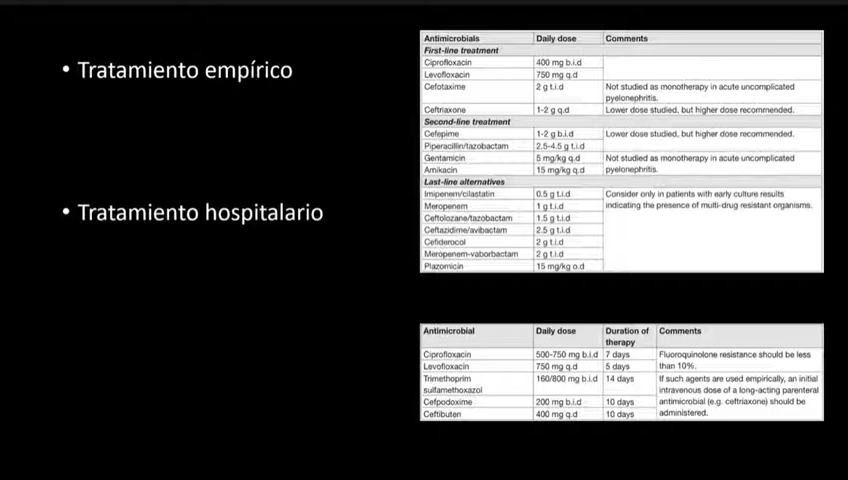 • Tratamiento empírico
• Tratamiento hospitalario
Antimicrobials Daily dose Comments
First-line treatment
Ciprofloxacin 400 mg b.i.d
Levofloxacin 750 mg q.d
Cefotaxime 2 g t.i.d Not studied as monotherapy in acute uncomplicated
pyelonephritis.
Ceftriaxone 1-2 g q.d Lower dose studied, but higher dose recommended.
Second-line treatment
Cefepime 1-2 g b.i.d Lower dose studied, but higher dose recommended.
Piperacillin/tazobactam 2.5-4.5 g t.i.d
Gentamicin 5 mg/kg q.d Not studied as monotherapy in acute uncomplicated
Amikacin 15 mg/kg q.d pyelonephritis.
Last-line alternatives
Imipenem/cilastatin 0.5 g t.i.d Consider only in patients with early culture results
Meropenem 1 g t.i.d indicating the presence of multi-drug resistant organisms.
Ceftolozane/tazobactam 1.5 g t.i.d
Ceftazidime/avibactam 2.5 g t.i.d
Cefiderocol 2 g t.i.d
Meropenem-vaborbactam 2 g t.i.d
Plazomicin 15 mg/kg o.d
Antimicrobial Daily dose Duration of Comments
therapy
Ciprofloxacin 500-750 mg b.i.d 7 days Fluoroquinolone resistance should be less
Levofloxacin 750 mg q.d 5 days than 10%.
Trimethoprim 160/800 mg b.i.d 14 days If such agents are used empirically, an initial
sulfamethoxazol intravenous dose of a long-acting parenteral
Cefpodoxime 200 mg b.i.d 10 days antimicrobial (e.g. ceftriaxone) should be
Ceftibuten 400 mg q.d 10 days administered.